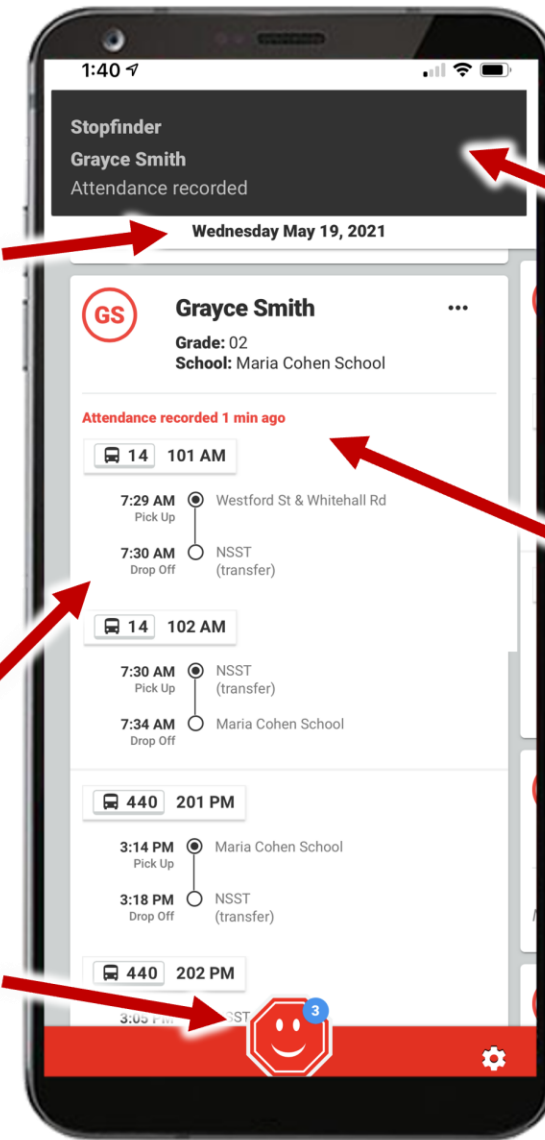 1:40
Stopfinder
Grayce Smith
Attendance recorded
Wednesday May 19, 2021
GS
Grayce Smith
Grade: 02
School: Maria Cohen School
Attendance recorded 1 min ago
14 101 AM
7:29 AM Westford St & Whitehall Rd
Pick Up
7:30 AM NSST
Drop Off (transfer)
14 102 AM
7:30 AM NSST
Pick Up (transfer)
7:34 AM Maria Cohen School
Drop Off
440 201 PM
3:14 PM Maria Cohen School
Pick Up
3:18 PM NSST
Drop Off (transfer)
440 202 PM
3:05
3